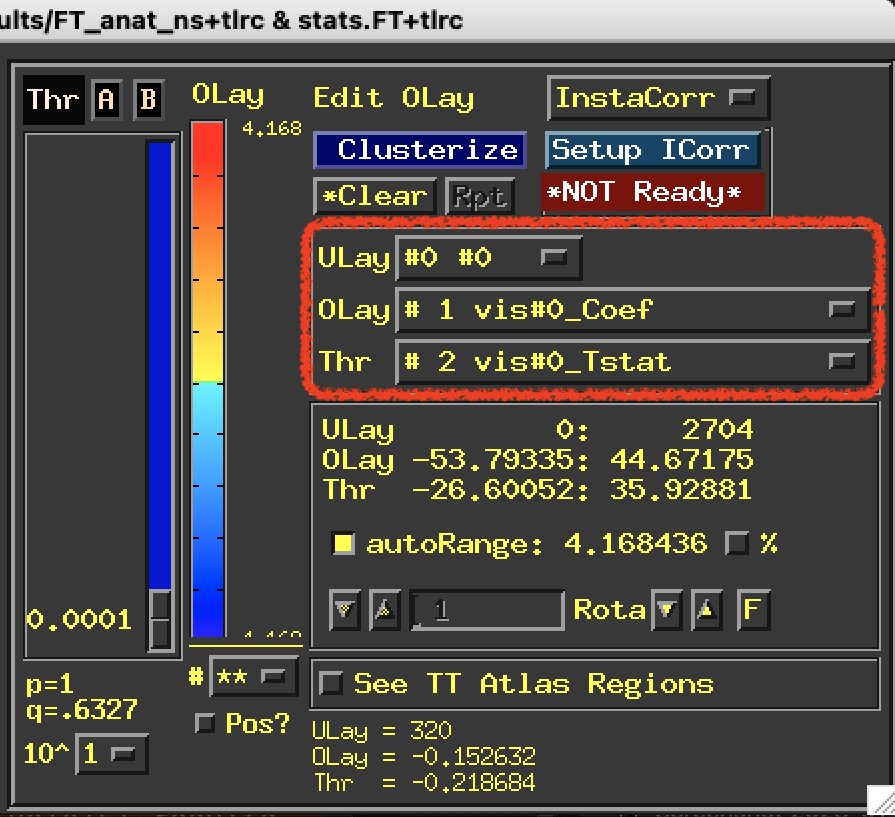 ults/FT_anat_ns+tlrc & stats.FT+tlrc
Thr A B OLay Edit OLay InstaCorr
4.168
Clusterize Setup ICorr
*Clear Rpt *NOT Ready*
ULay #0 #0
OLay # 1 vis#0_Coef
Thr # 2 vis#0_Tstat
ULay 0: 2704
OLay -53.79335: 44.67175
Thr -26.60052: 35.92881
autoRange: 4.168436 %
1 Rota F
0.0001
# **
See TT Atlas Regions
p=1
q=.6327
Pos?
10^ 1
ULay = 320
OLay = -0.152632
Thr = -0.218684